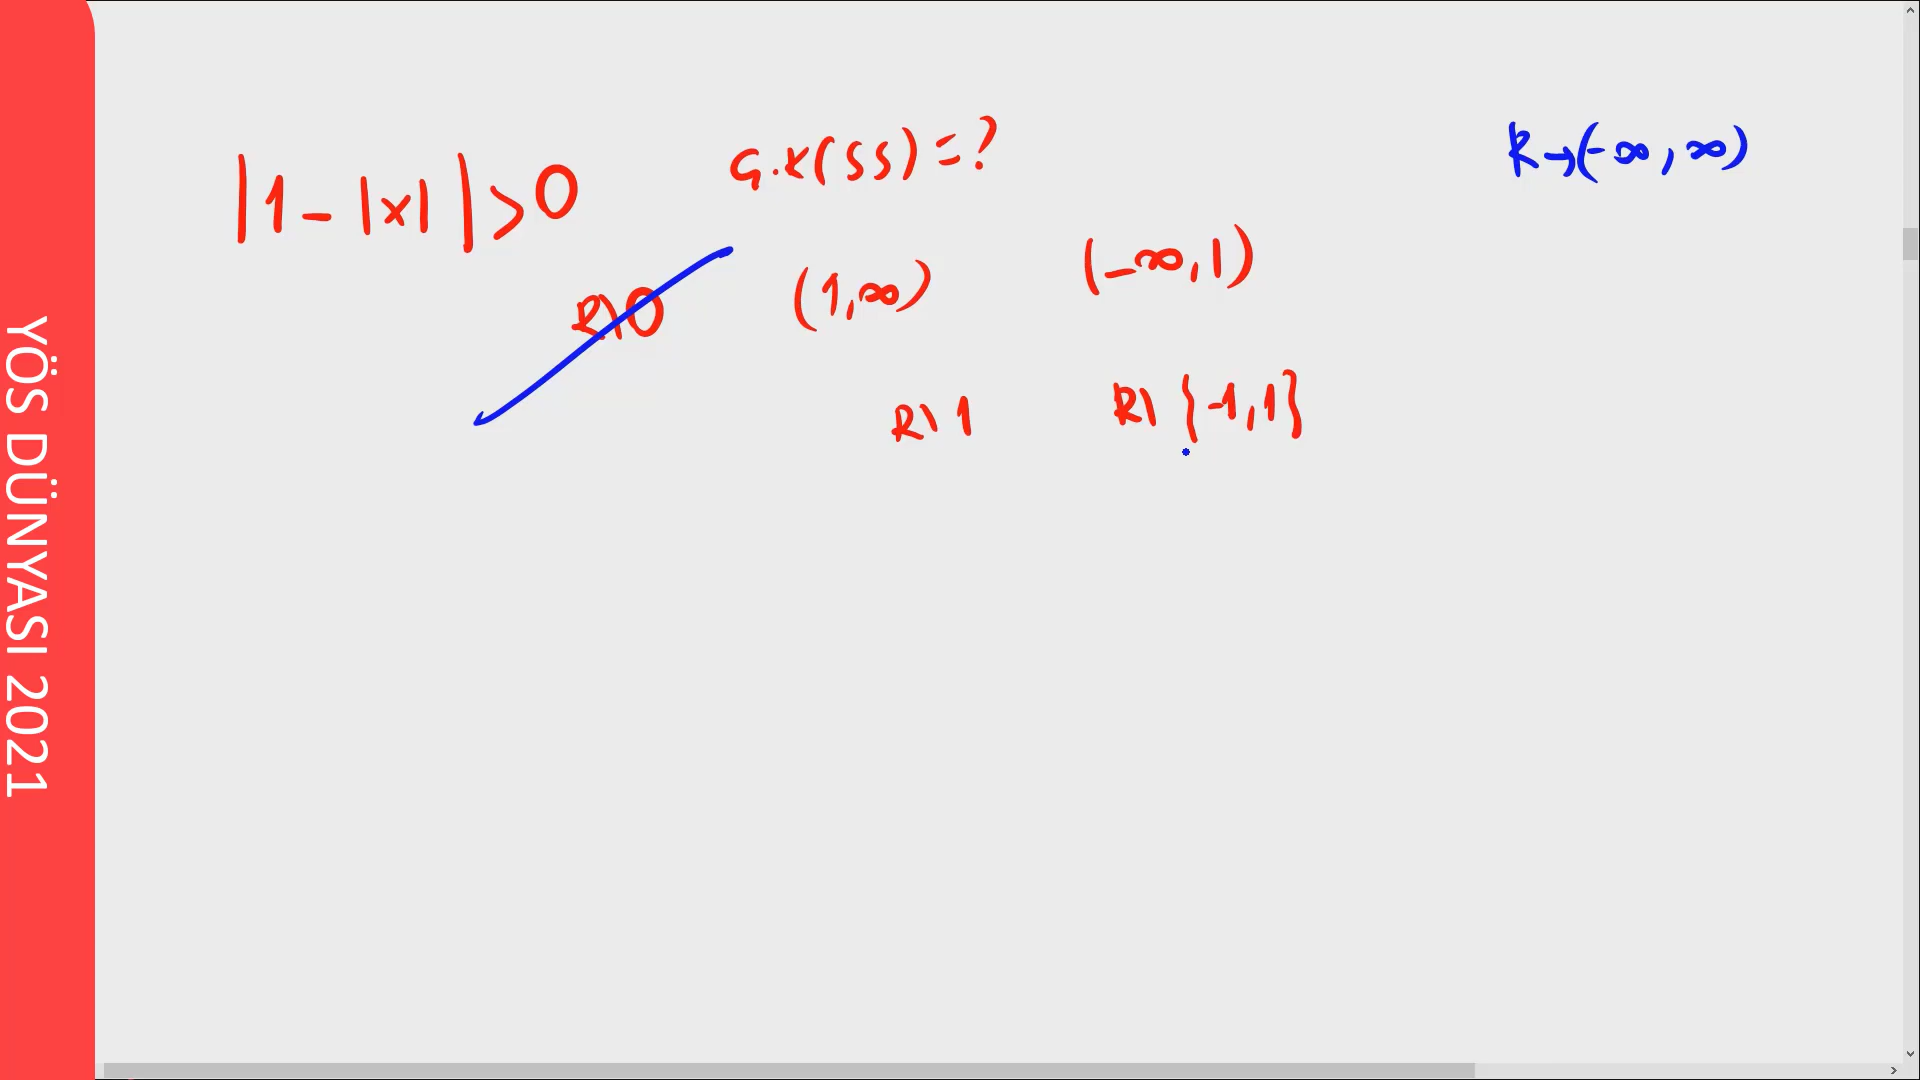 YÖS DÜNYASI 2021
|1-|x||>0
G.K(SS)=?
R→(-∞,∞)
R\0
(1,∞)
(-∞,1)
R\1
R\{-1,1}